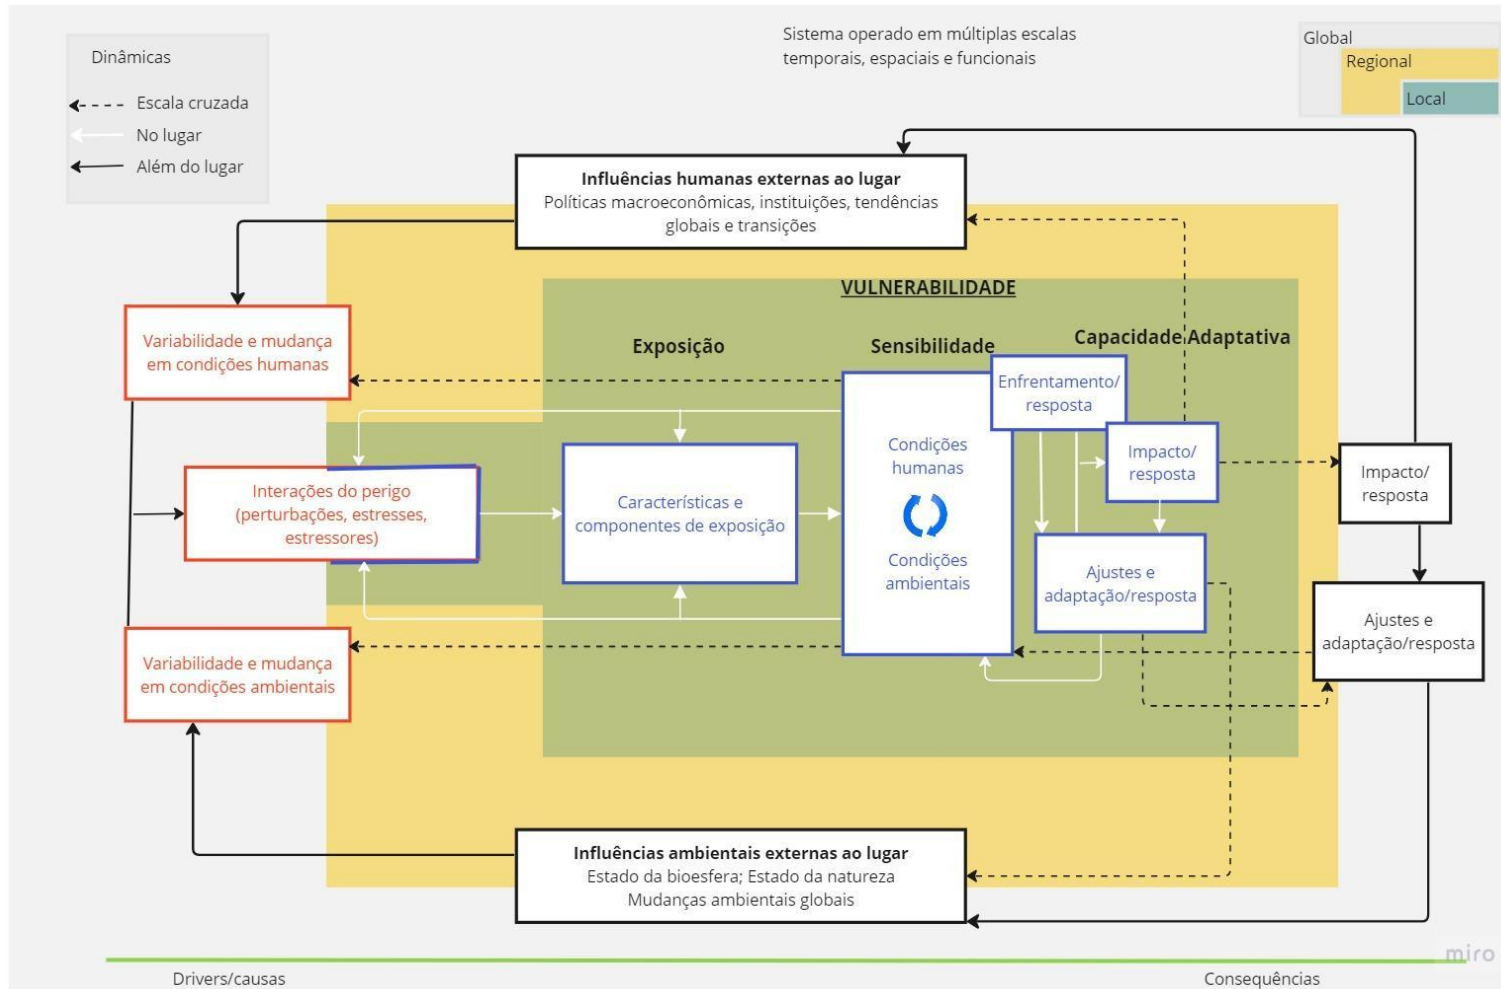 Sistema operado em múltiplas escalas
temporais, espaciais e funcionais
Global
Regional
Local
Dinâmicas
Escala cruzada
No lugar
Além do lugar
Influências humanas externas ao lugar
Políticas macroeconômicas, instituições, tendências
globais e transições
VULNERABILIDADE
Exposição
Sensibilidade
Capacidade Adaptativa
Variabilidade e mudança
em condições humanas
Interações do perigo
(perturbações, estresses,
estressores)
Variabilidade e mudança
em condições ambientais
Características e
componentes de exposição
Condições
humanas
Condições
ambientais
Enfrentamento/
resposta
Impacto/
resposta
Ajustes e
adaptação/resposta
Impacto/
resposta
Ajustes e
adaptação/resposta
Influências ambientais externas ao lugar
Estado da bioesfera; Estado da natureza
Mudanças ambientais globais
miro
Drivers/causas
Consequências